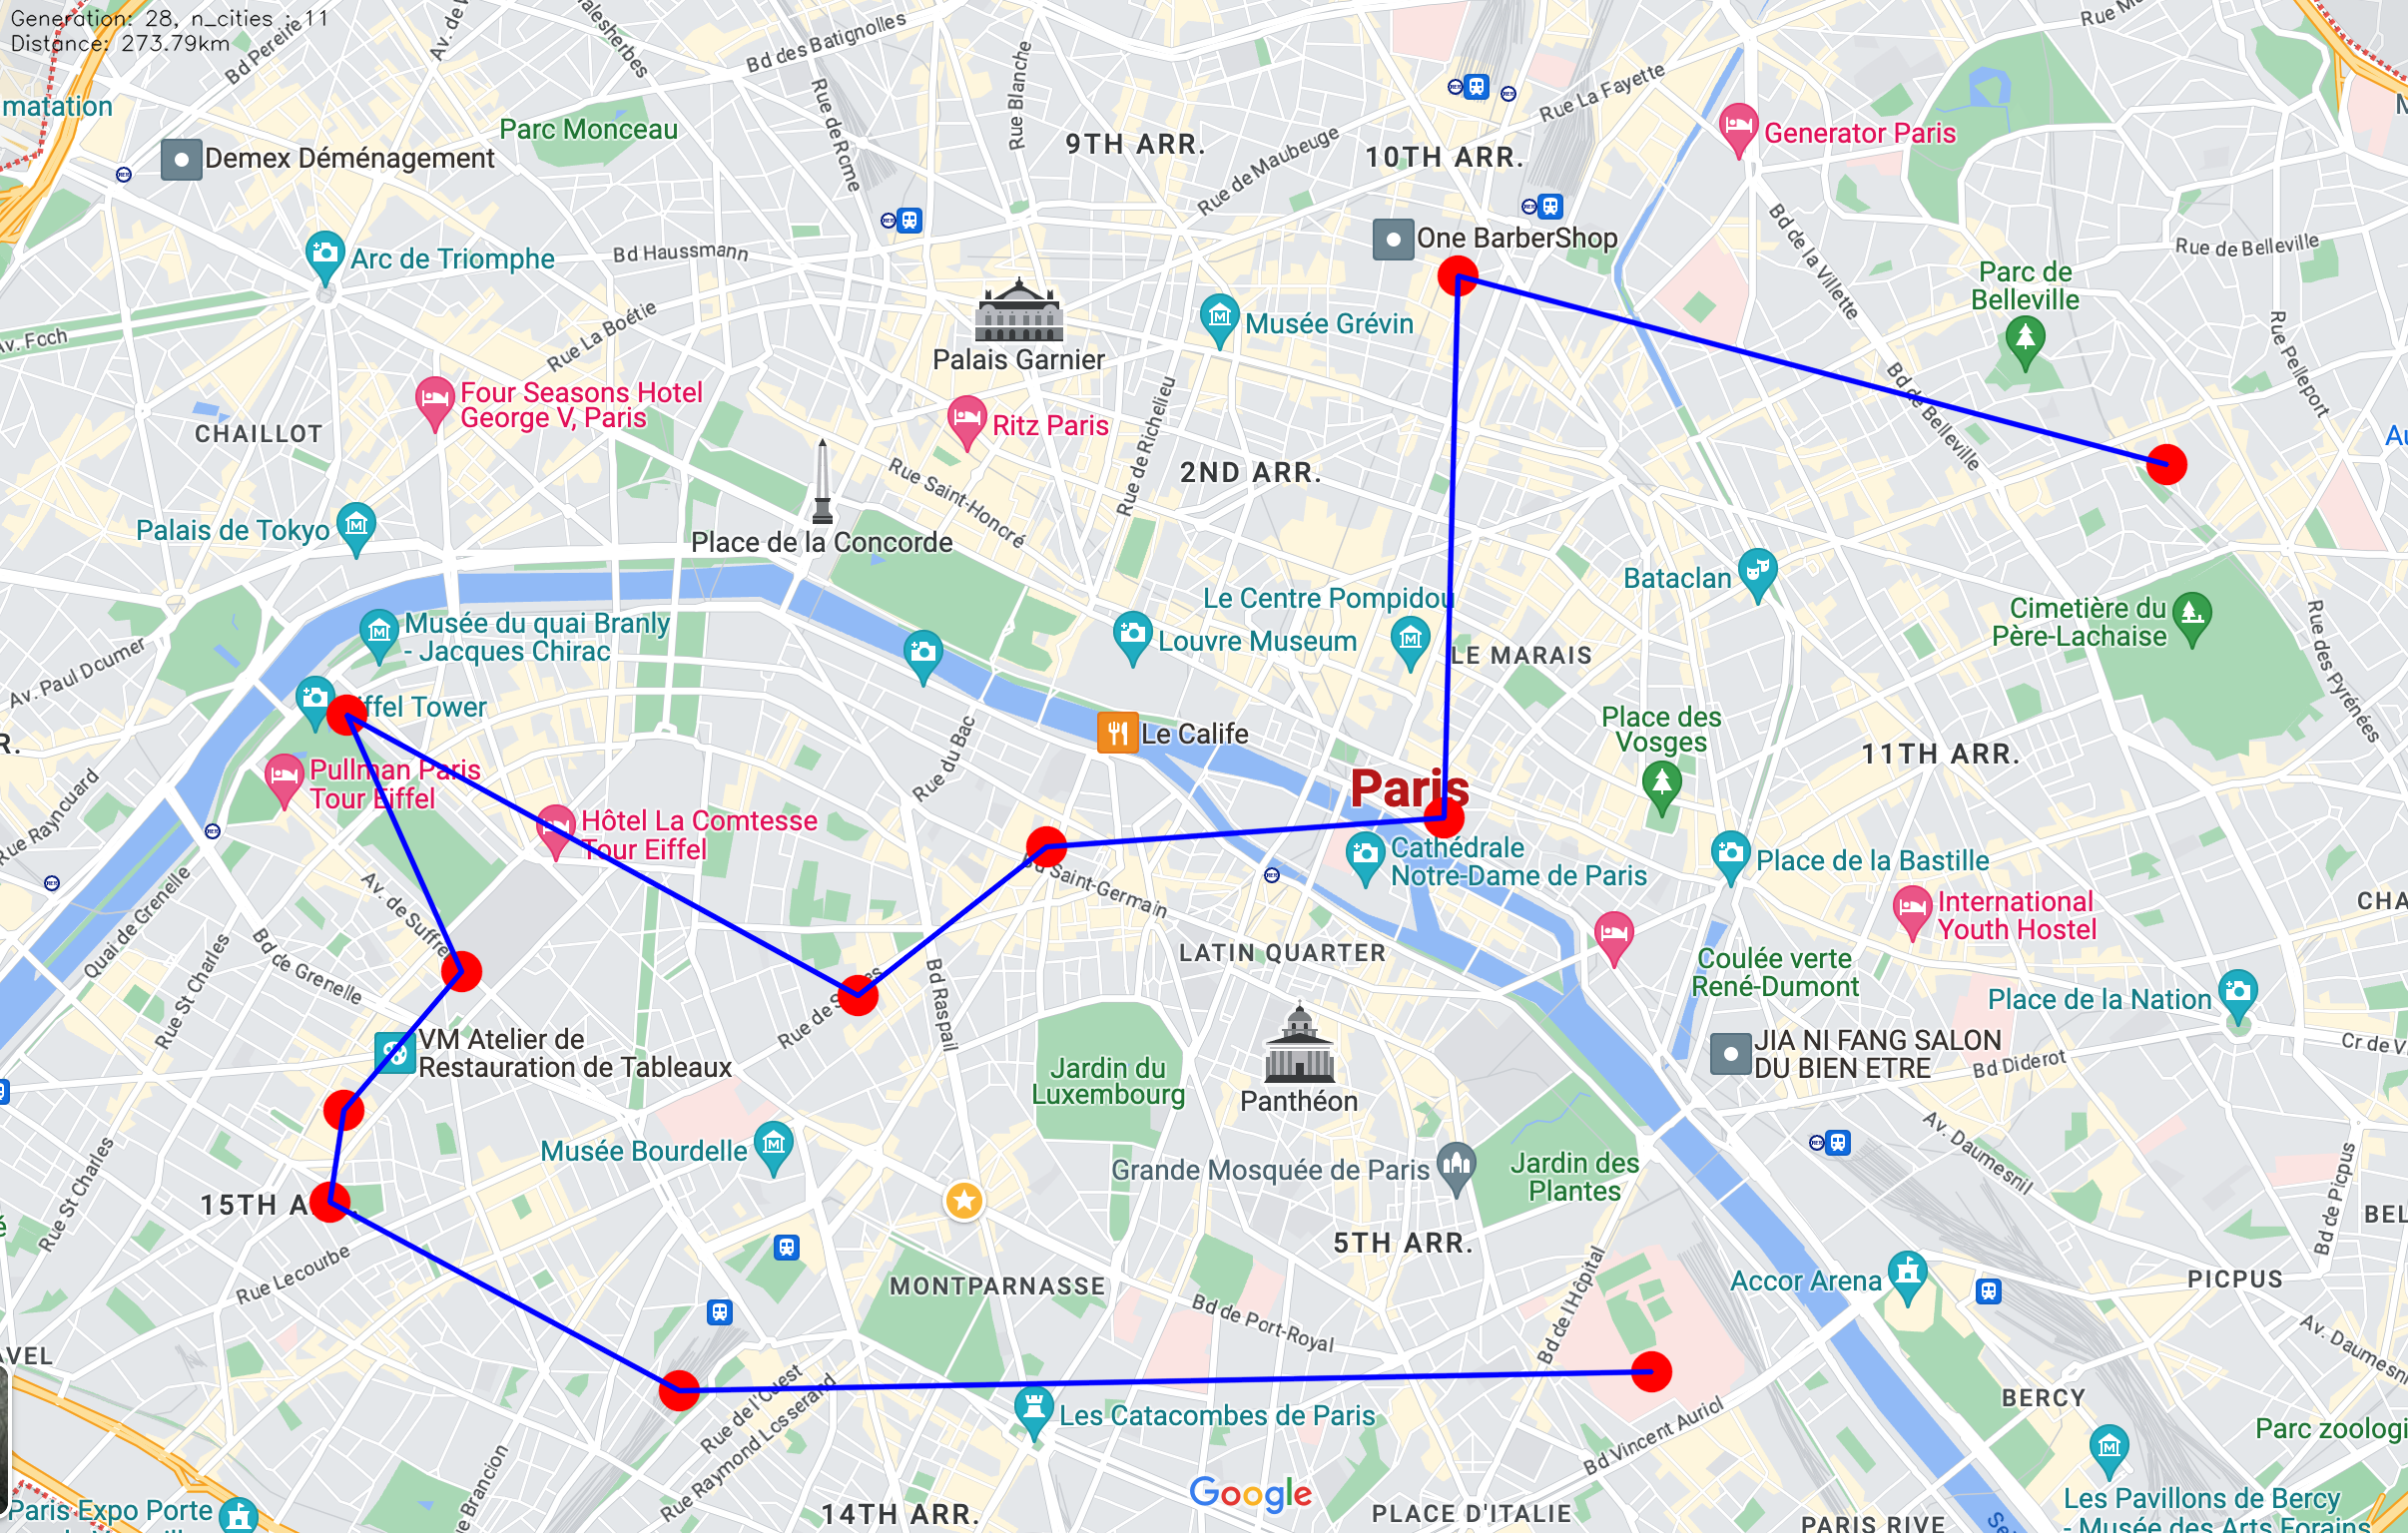 Generation: 28, n_cities : 11
Distance: 273.79km
Bd Pereire
Av. de
Bd des Batignolles
Rue Blanche
Rue de Rome
Rue La Fayette
matation
Parc Monceau
9TH ARR.
Generator Paris
Demex Déménagement
10TH ARR.
Rue de Maubeuge
Bd de la Villette
One BarberShop
Rue de Belleville
Arc de Triomphe
Bd Haussmann
Parc de
Belleville
Av. Foch
Rue La Boétie
Musée Grévin
Rue Pelleport
Palais Garnier
Four Seasons Hotel
George V, Paris
Ritz Paris
Rue de Richelieu
Bd de Belleville
CHAILLOT
Rue Saint-Honoré
2ND ARR.
Palais de Tokyo
Place de la Concorde
Bataclan
Le Centre Pompidou
Cimetière du
Père-Lachaise
Musée du quai Branly
- Jacques Chirac
Louvre Museum
LE MARAIS
Rue des Pyrénées
Av. Paul Doumer
iffel Tower
Place des
Vosges
R.
Le Calife
Rue du Bac
11TH ARR.
Pullman Paris
Tour Eiffel
Paris
Rue Raynouard
Hôtel La Comtesse
Tour Eiffel
Cathédrale
Notre-Dame de Paris
Place de la Bastille
Bd Saint-Germain
Av. de Suffre
International
Youth Hostel
CHA
Quai de Grenelle
Bd de Grenelle
Rue St Charles
LATIN QUARTER
Coulée verte
René-Dumont
Bd Raspail
Place de la Nation
Rue de S
es
VM Atelier de
Restauration de Tableaux
JIA NI FANG SALON
DU BIEN ETRE
Cr de V
Bd Diderot
Jardin du
Luxembourg
Panthéon
Musée Bourdelle
Av. Daumesnil
Grande Mosquée de Paris
Jardin des
Plantes
Rue St Charles
Bd de Picpus
15TH A
BEL
5TH ARR.
Rue Lecourbe
MONTPARNASSE
Accor Arena
PICPUS
Bd de l'Hôpital
Bd de Port-Royal
Av. Daumesn
AVEL
BERCY
Rue de l'Ouest
Les Catacombes de Paris
Rue Raymond Losserand
Bd Vincent Auriol
Parc zoologi
e Brancion
Google
Paris Expo Porte
14TH ARR.
PLACE D'ITALIE
Les Pavillons de Bercy
- Musée des Arts Forains
PARIS RIVE